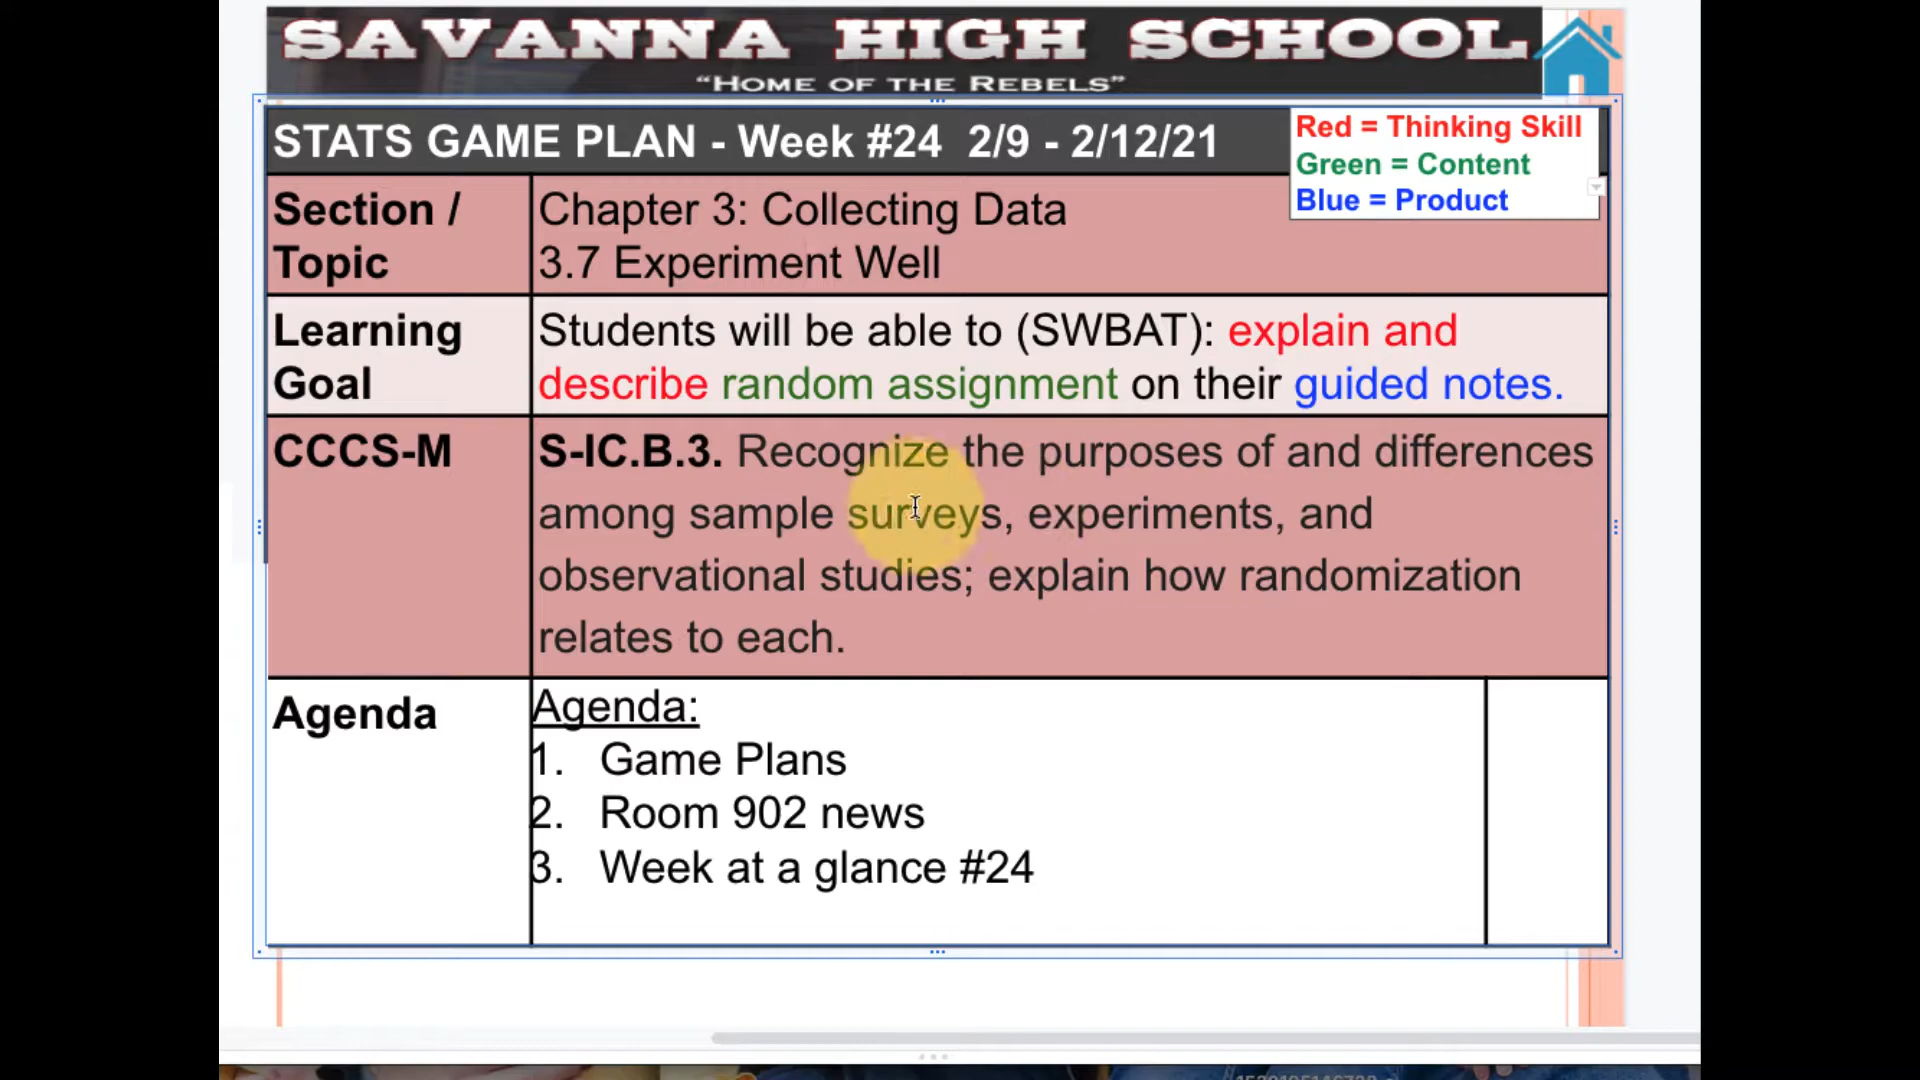 SAVANNA HIGH SCHOOL
“HOME OF THE REBELS”
STATS GAME PLAN - Week #24 2/9 - 2/12/21
Red = Thinking Skill
Green = Content
Blue = Product
Section /
Topic
Chapter 3: Collecting Data
3.7 Experiment Well
Learning
Goal
Students will be able to (SWBAT): explain and
describe random assignment on their guided notes.
CCCS-M
S-IC.B.3. Recognize the purposes of and differences
among sample surveys, experiments, and
observational studies; explain how randomization
relates to each.
Agenda
Agenda:
1. Game Plans
2. Room 902 news
3. Week at a glance #24